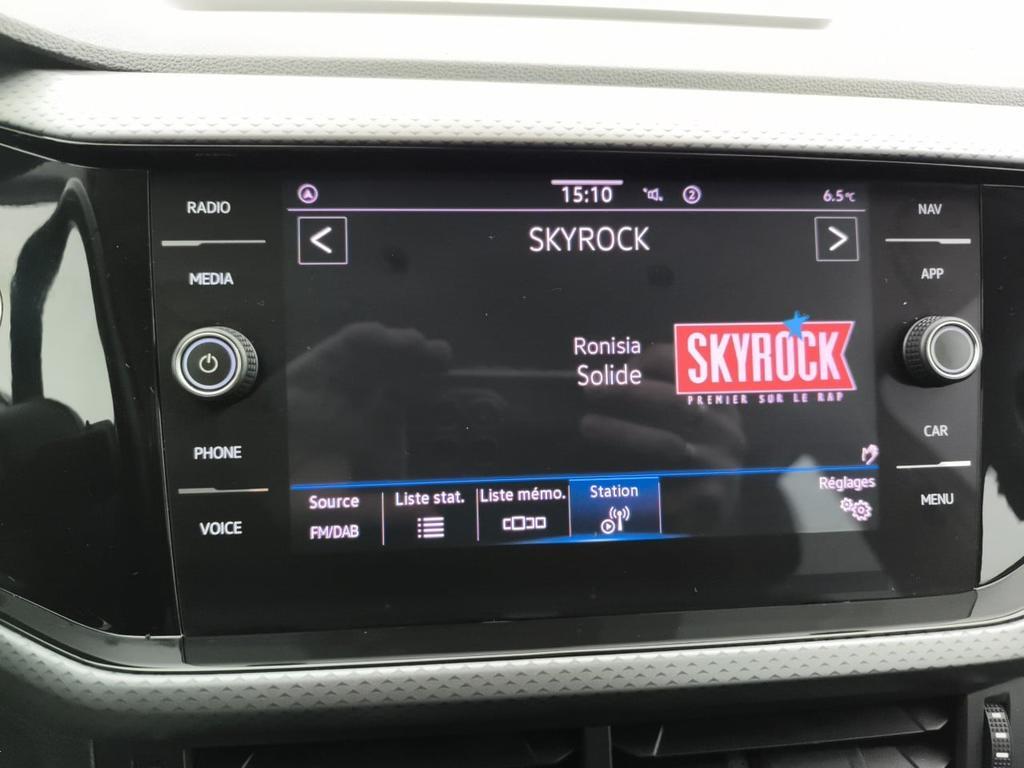 RADIO
MEDIA
PHONE
VOICE
15:10
2
6.5°C
<
SKYROCK
>
Ronisia
Solide
SKYROCK
PREMIER SUR LE RAP
Source
FM/DAB
Liste stat.
Liste mémo.
Station
Réglages
NAV
APP
CAR
MENU